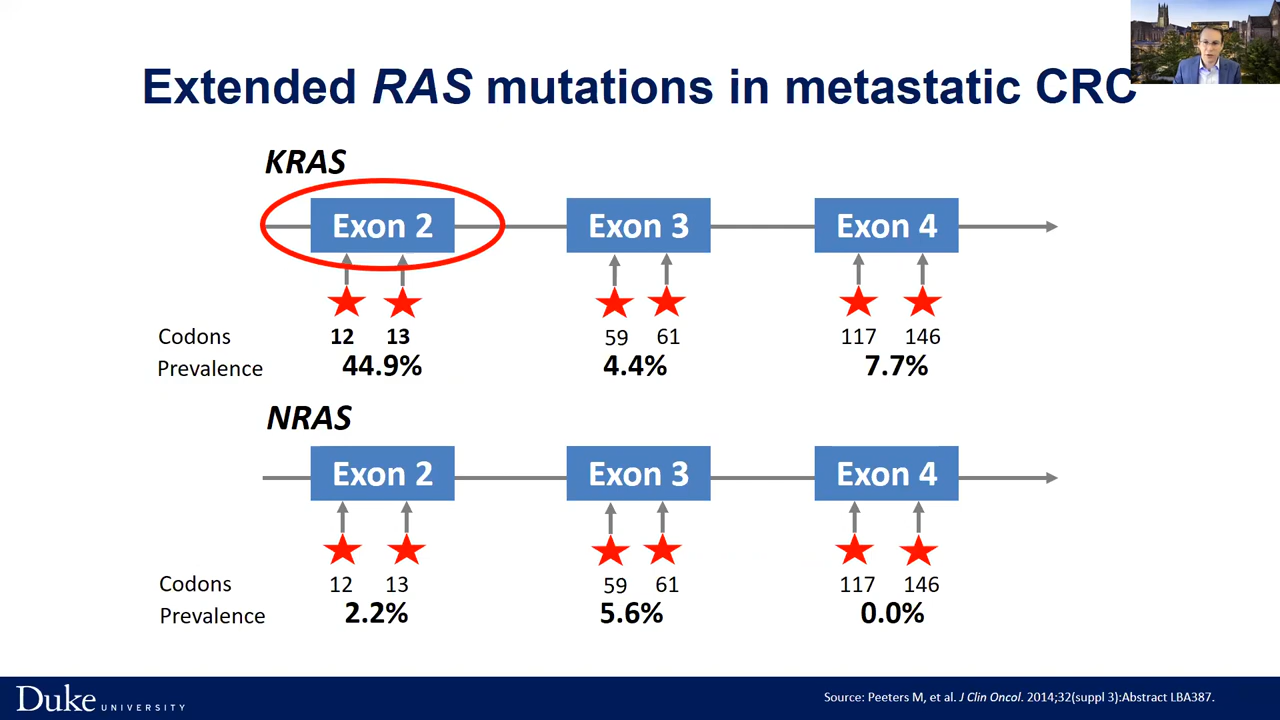 Extended RAS mutations in metastatic CRC
KRAS
Exon 2 Exon 3 Exon 4
Codons 12 13 59 61 117 146
Prevalence 44.9% 4.4% 7.7%
NRAS
Exon 2 Exon 3 Exon 4
Codons 12 13 59 61 117 146
Prevalence 2.2% 5.6% 0.0%
Duke UNIVERSITY
Source: Peeters M, et al. J Clin Oncol. 2014;32(suppl 3):Abstract LBA387.